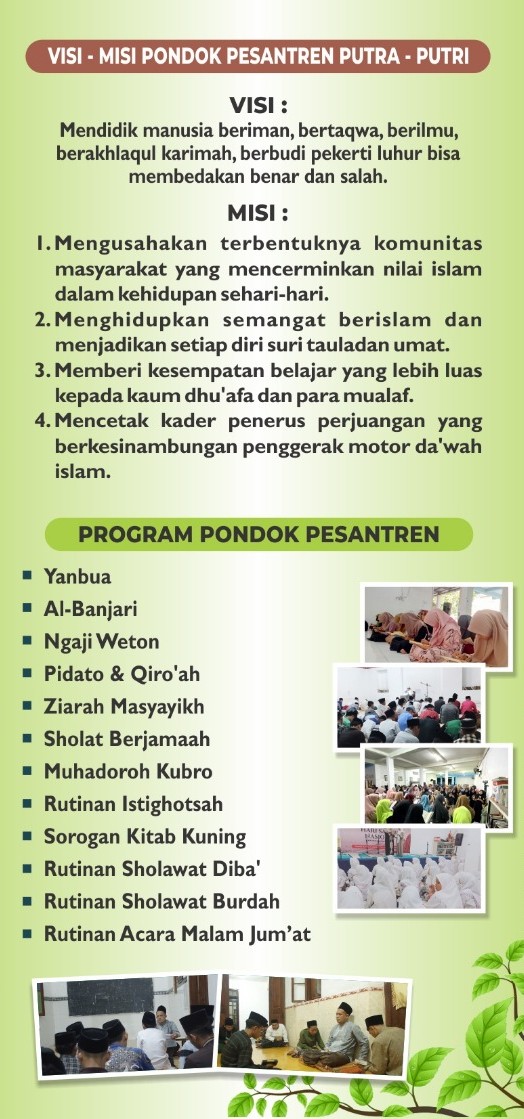 VISI - MISI PONDOK PESANTREN PUTRA - PUTRI
VISI :
Mendidik manusia beriman, bertaqwa, berilmu,
berakhlaqul karimah, berbudi pekerti luhur bisa
membedakan benar dan salah.
MISI :
1. Mengusahakan terbentuknya komunitas
masyarakat yang mencerminkan nilai islam
dalam kehidupan sehari-hari.
2. Menghidupkan semangat berislam dan
menjadikan setiap diri suri tauladan umat.
3. Memberi kesempatan belajar yang lebih luas
kepada kaum dhu'afa dan para mualaf.
4. Mencetak kader penerus perjuangan yang
berkesinambungan penggerak motor da'wah
islam.
PROGRAM PONDOK PESANTREN
Yanbua
Al-Banjari
Ngaji Weton
Pidato & Qiro'ah
Ziarah Masyayikh
Sholat Berjamaah
Muhadoroh Kubro
Rutinan Istighotsah
Sorogan Kitab Kuning
Rutinan Sholawat Diba'
Rutinan Sholawat Burdah
Rutinan Acara Malam Jum’at